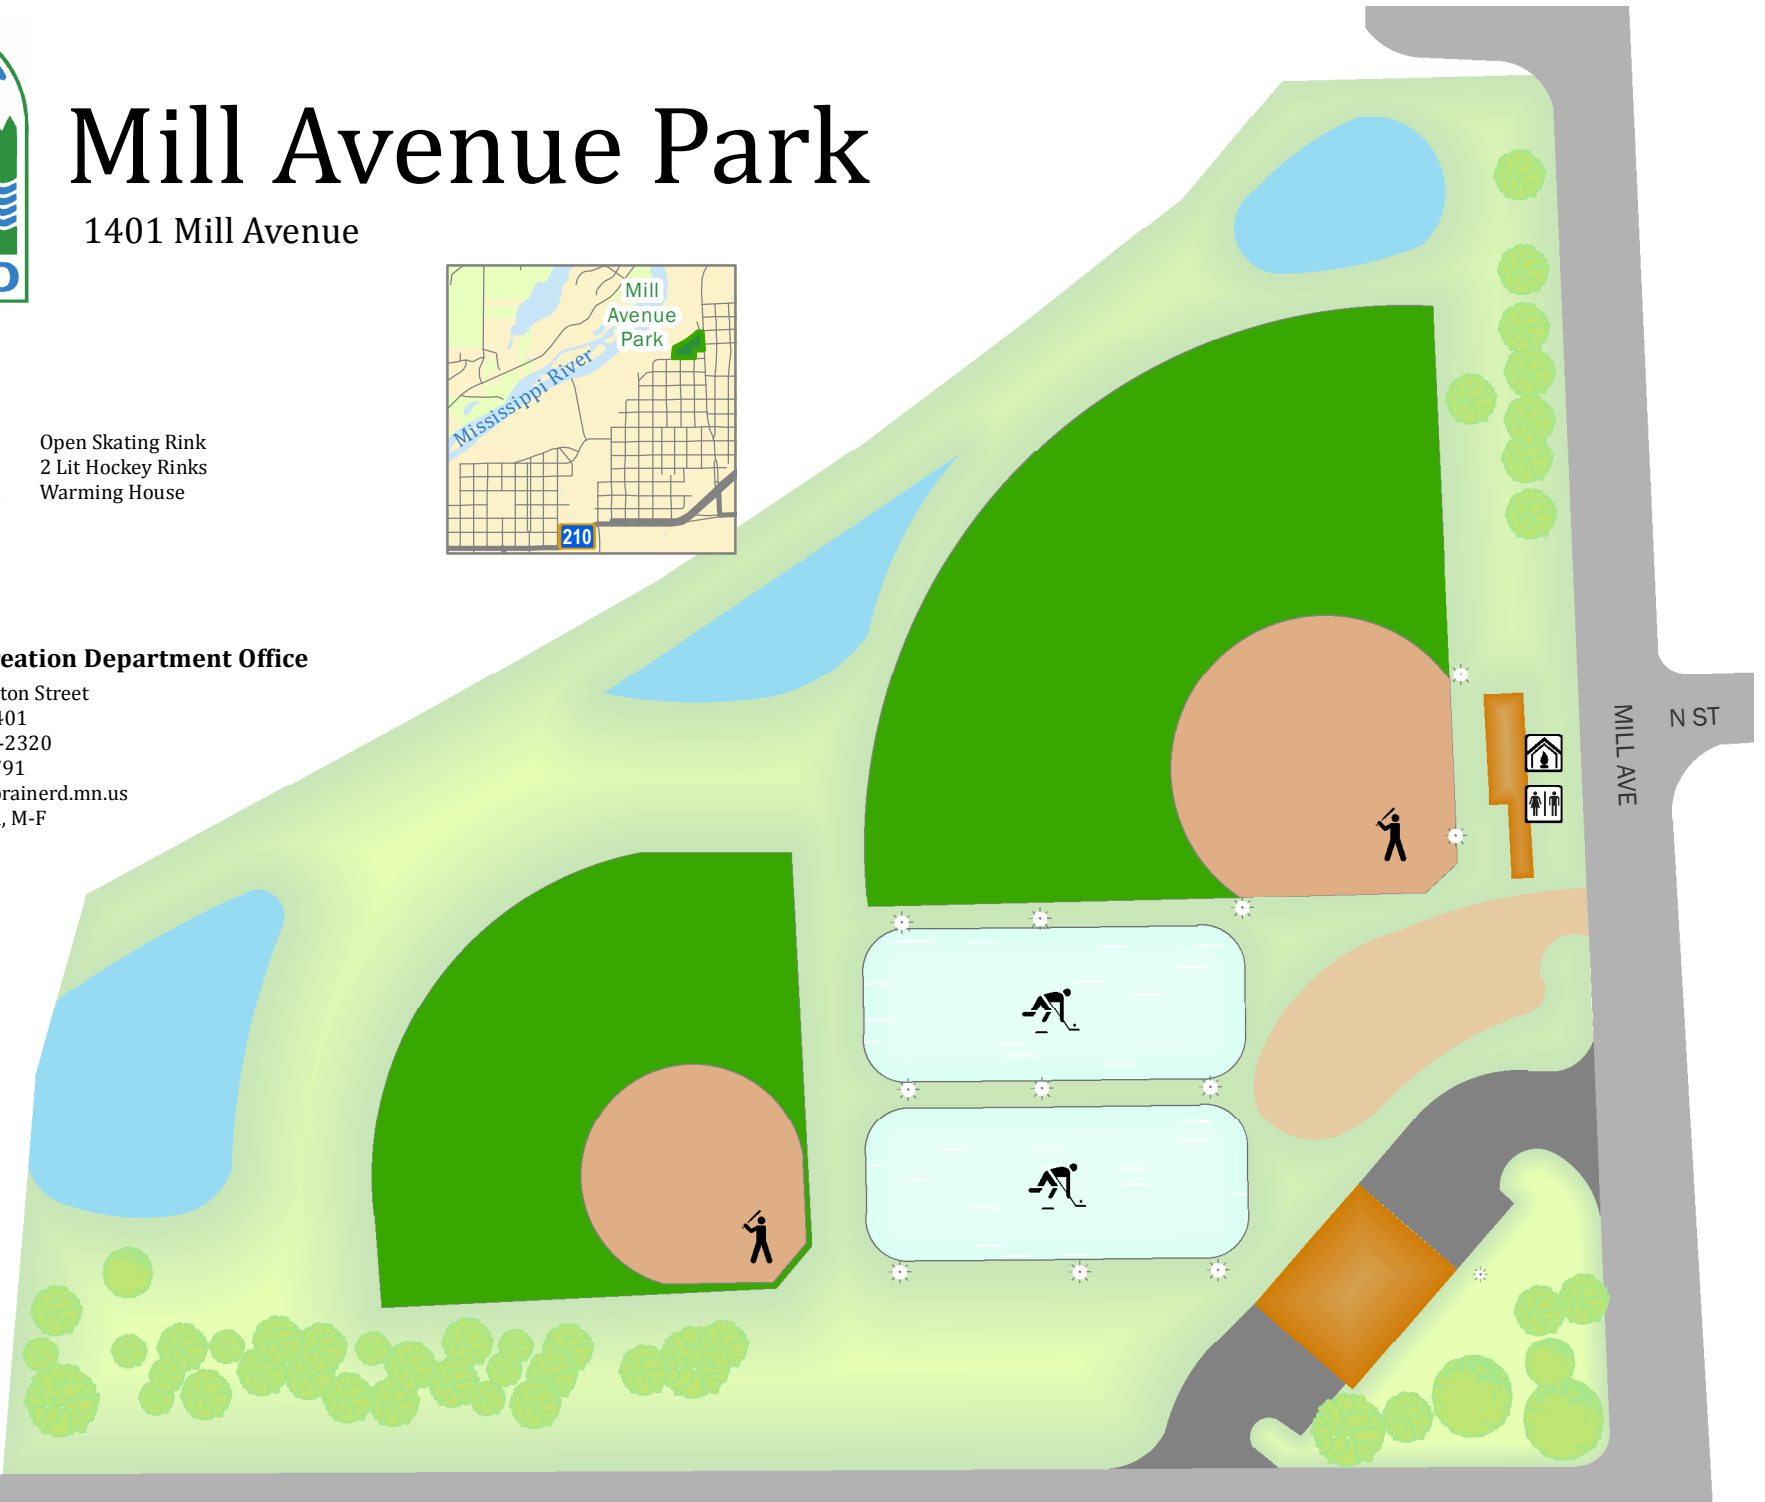 Mill Avenue Park
1401 Mill Avenue
Mill
Avenue
Park
Mississippi River
210
Open Skating Rink
2 Lit Hockey Rinks
Warming House
eation Department Office
ton Street
401
-2320
791
brainerd.mn.us
, M-F
MILL AVE
N ST